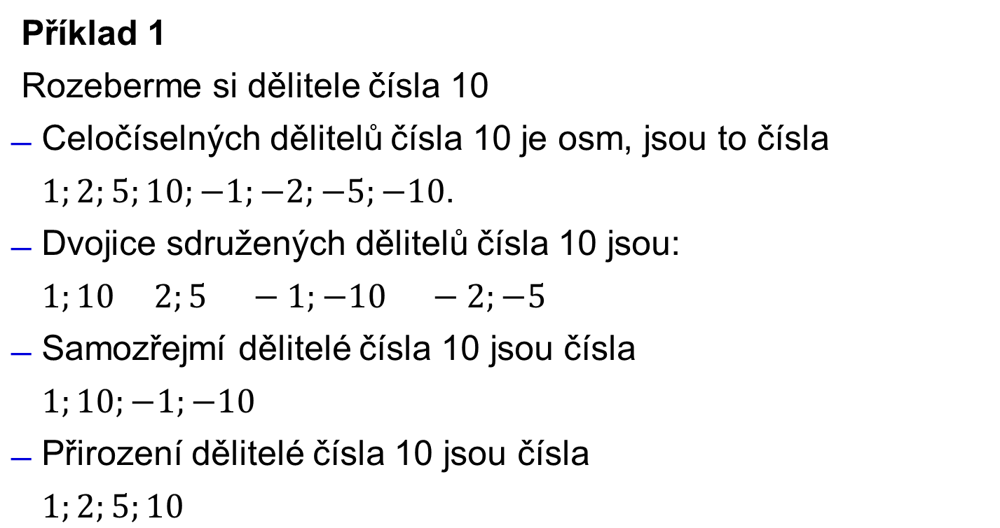 Příklad 1
Rozeberme si dělitele čísla 10
– Celočíselných dělitelů čísla 10 je osm, jsou to čísla
1; 2; 5; 10; −1; −2; −5; −10.
– Dvojice sdružených dělitelů čísla 10 jsou:
1; 10 2; 5 − 1; −10 − 2; −5
– Samozřejmí dělitelé čísla 10 jsou čísla
1; 10; −1; −10
– Přirození dělitelé čísla 10 jsou čísla
1; 2; 5; 10